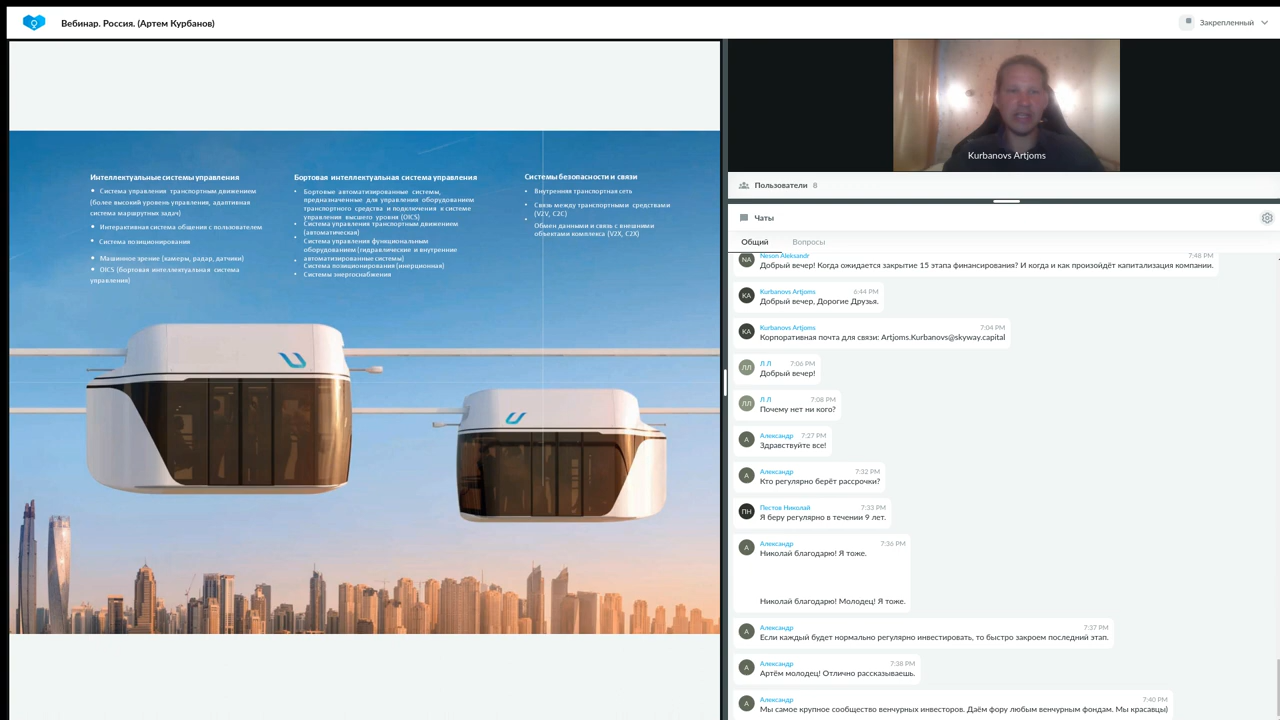 Вебинар. Россия. (Артем Курбанов)
Закрепленный
Интеллектуальные системы управления
• Система управления транспортным движением
(более высокий уровень управления, адаптивная
система маршрутных задач)
• Интерактивная система общения с пользователем
• Система позиционирования
• Машинное зрение (камеры, радар, датчики)
• OICS (бортовая интеллектуальная система
управления)
Бортовая интеллектуальная система управления
• Бортовые автоматизированные системы,
предназначенные для управления оборудованием
транспортного средства и подключения к системе
управления высшего уровня (OICS)
• Система управления транспортным движением
(автоматическая)
• Система управления функциональным
оборудованием (гидравлические и внутренние
автоматизированные системы)
• Система позиционирования (инерционная)
• Системы энергоснабжения
Системы безопасности и связи
• Внутренняя транспортная сеть
• Связь между транспортными средствами
(V2V, C2C)
• Обмен данными и связь с внешними
объектами комплекса (V2X, C2X)
Kurbanovs Artjoms
Пользователи 8
Чаты
Общий Вопросы
NA Neson Aleksandr 7:48 PM
Добрый вечер! Когда ожидается закрытие 15 этапа финансирования? И когда и как произойдёт капитализация компании.
KA Kurbanovs Artjoms 6:44 PM
Добрый вечер, Дорогие Друзья.
KA Kurbanovs Artjoms 7:04 PM
Корпоративная почта для связи: Artjoms.Kurbanovs@skyway.capital
ЛЛ Л Л 7:06 PM
Добрый вечер!
ЛЛ Л Л 7:08 PM
Почему нет ни кого?
А Александр 7:27 PM
Здравствуйте все!
А Александр 7:32 PM
Кто регулярно берёт рассрочки?
ПН Пестов Николай 7:33 PM
Я беру регулярно в течении 9 лет.
А Александр 7:36 PM
Николай благодарю! Я тоже.
Николай благодарю! Молодец! Я тоже.
А Александр 7:37 PM
Если каждый будет нормально регулярно инвестировать, то быстро закроем последний этап.
А Александр 7:38 PM
Артём молодец! Отлично рассказываешь.
А Александр 7:40 PM
Мы самое крупное сообщество венчурных инвесторов. Даём фору любым венчурным фондам. Мы красавцы)